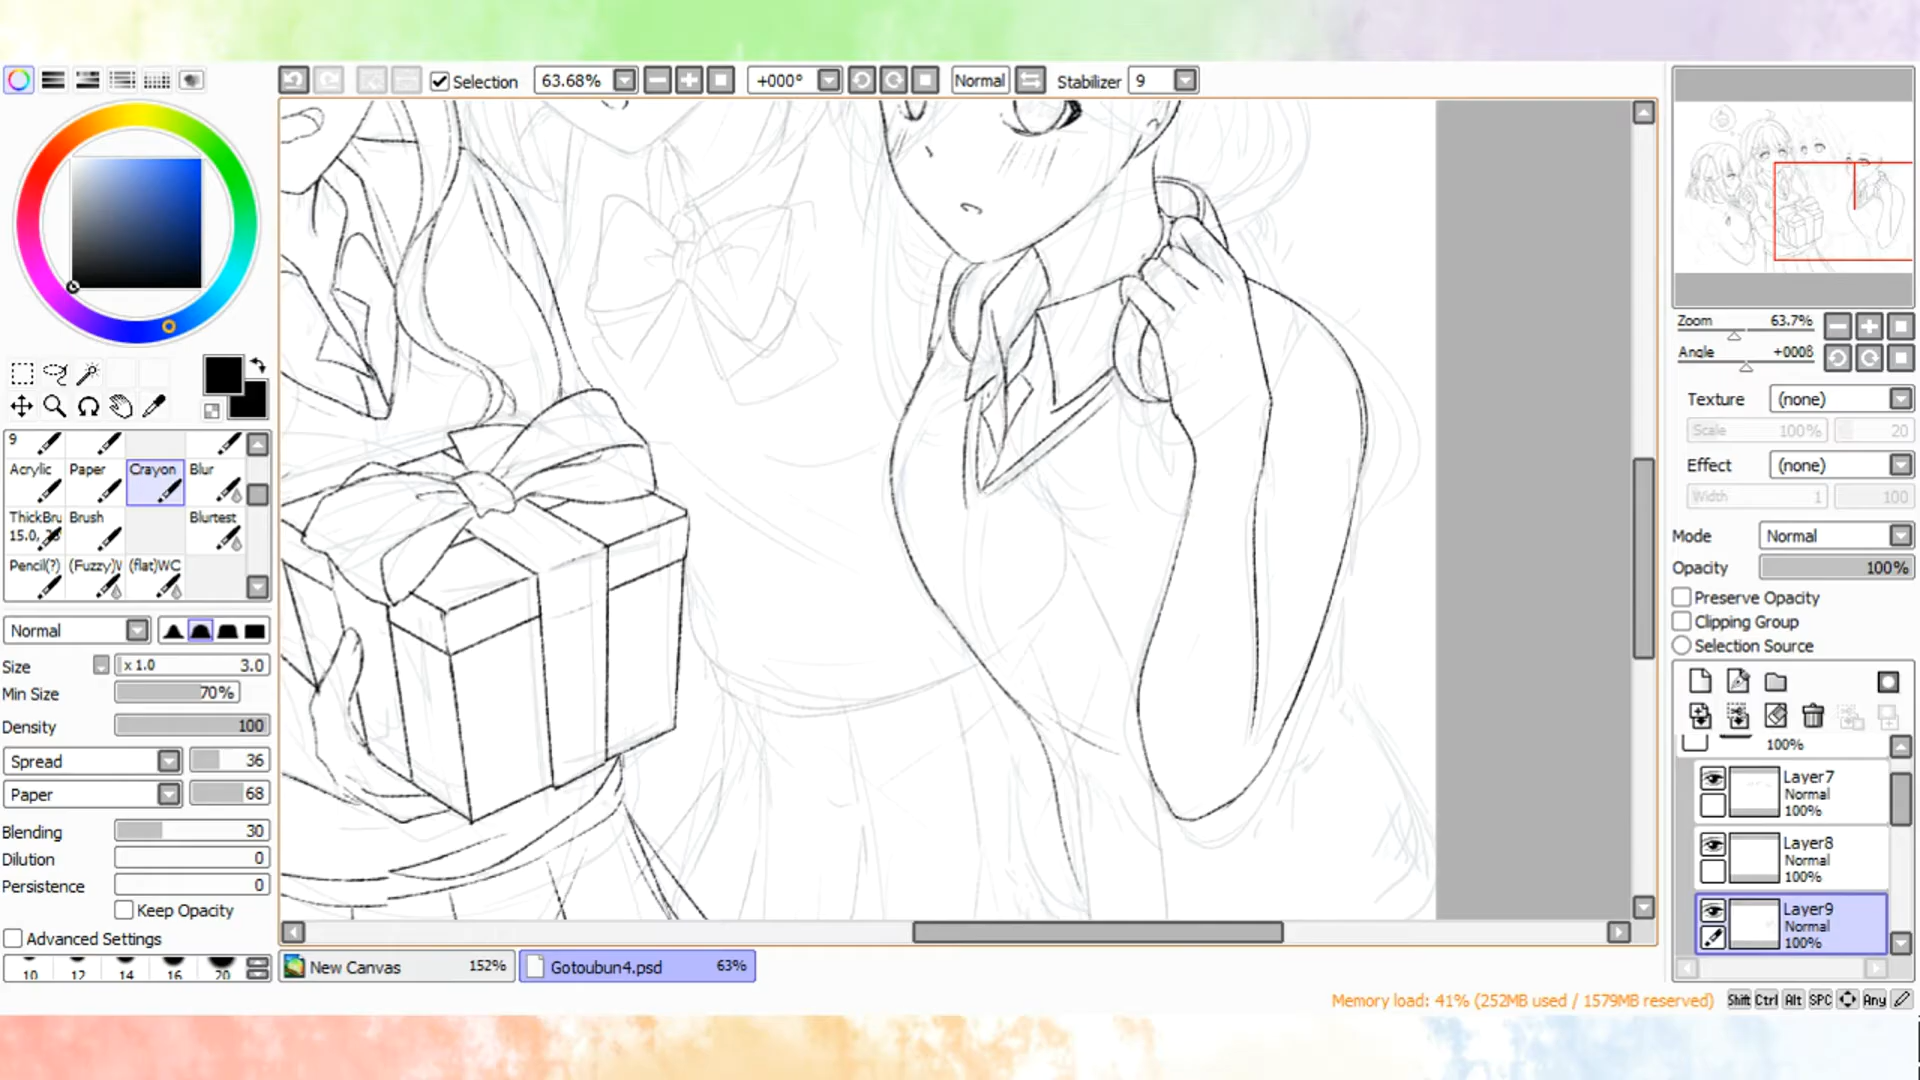 Selection 63.68% +000° Normal Stabilizer 9
9
Acrylic Paper Crayon Blur
ThickBru Brush Blurtest
15.0,
Pencil(?) (Fuzzy)W (flat)WC
Normal
Size x 1.0 3.0
Min Size 70%
Density 100
Spread 36
Paper 68
Blending 30
Dilution 0
Persistence 0
Keep Opacity
Advanced Settings
10 12 14 16 20
New Canvas 152% Gotoubun4.psd 63%
Zoom 63.7%
Angle +0008
Texture (none)
Scale 100% 20
Effect (none)
Width 1 100
Mode Normal
Opacity 100%
Preserve Opacity
Clipping Group
Selection Source
100%
Layer7
Normal
100%
Layer8
Normal
100%
Layer9
Normal
100%
Memory load: 41% (252MB used / 1579MB reserved) Shift Ctrl Alt SPC Any